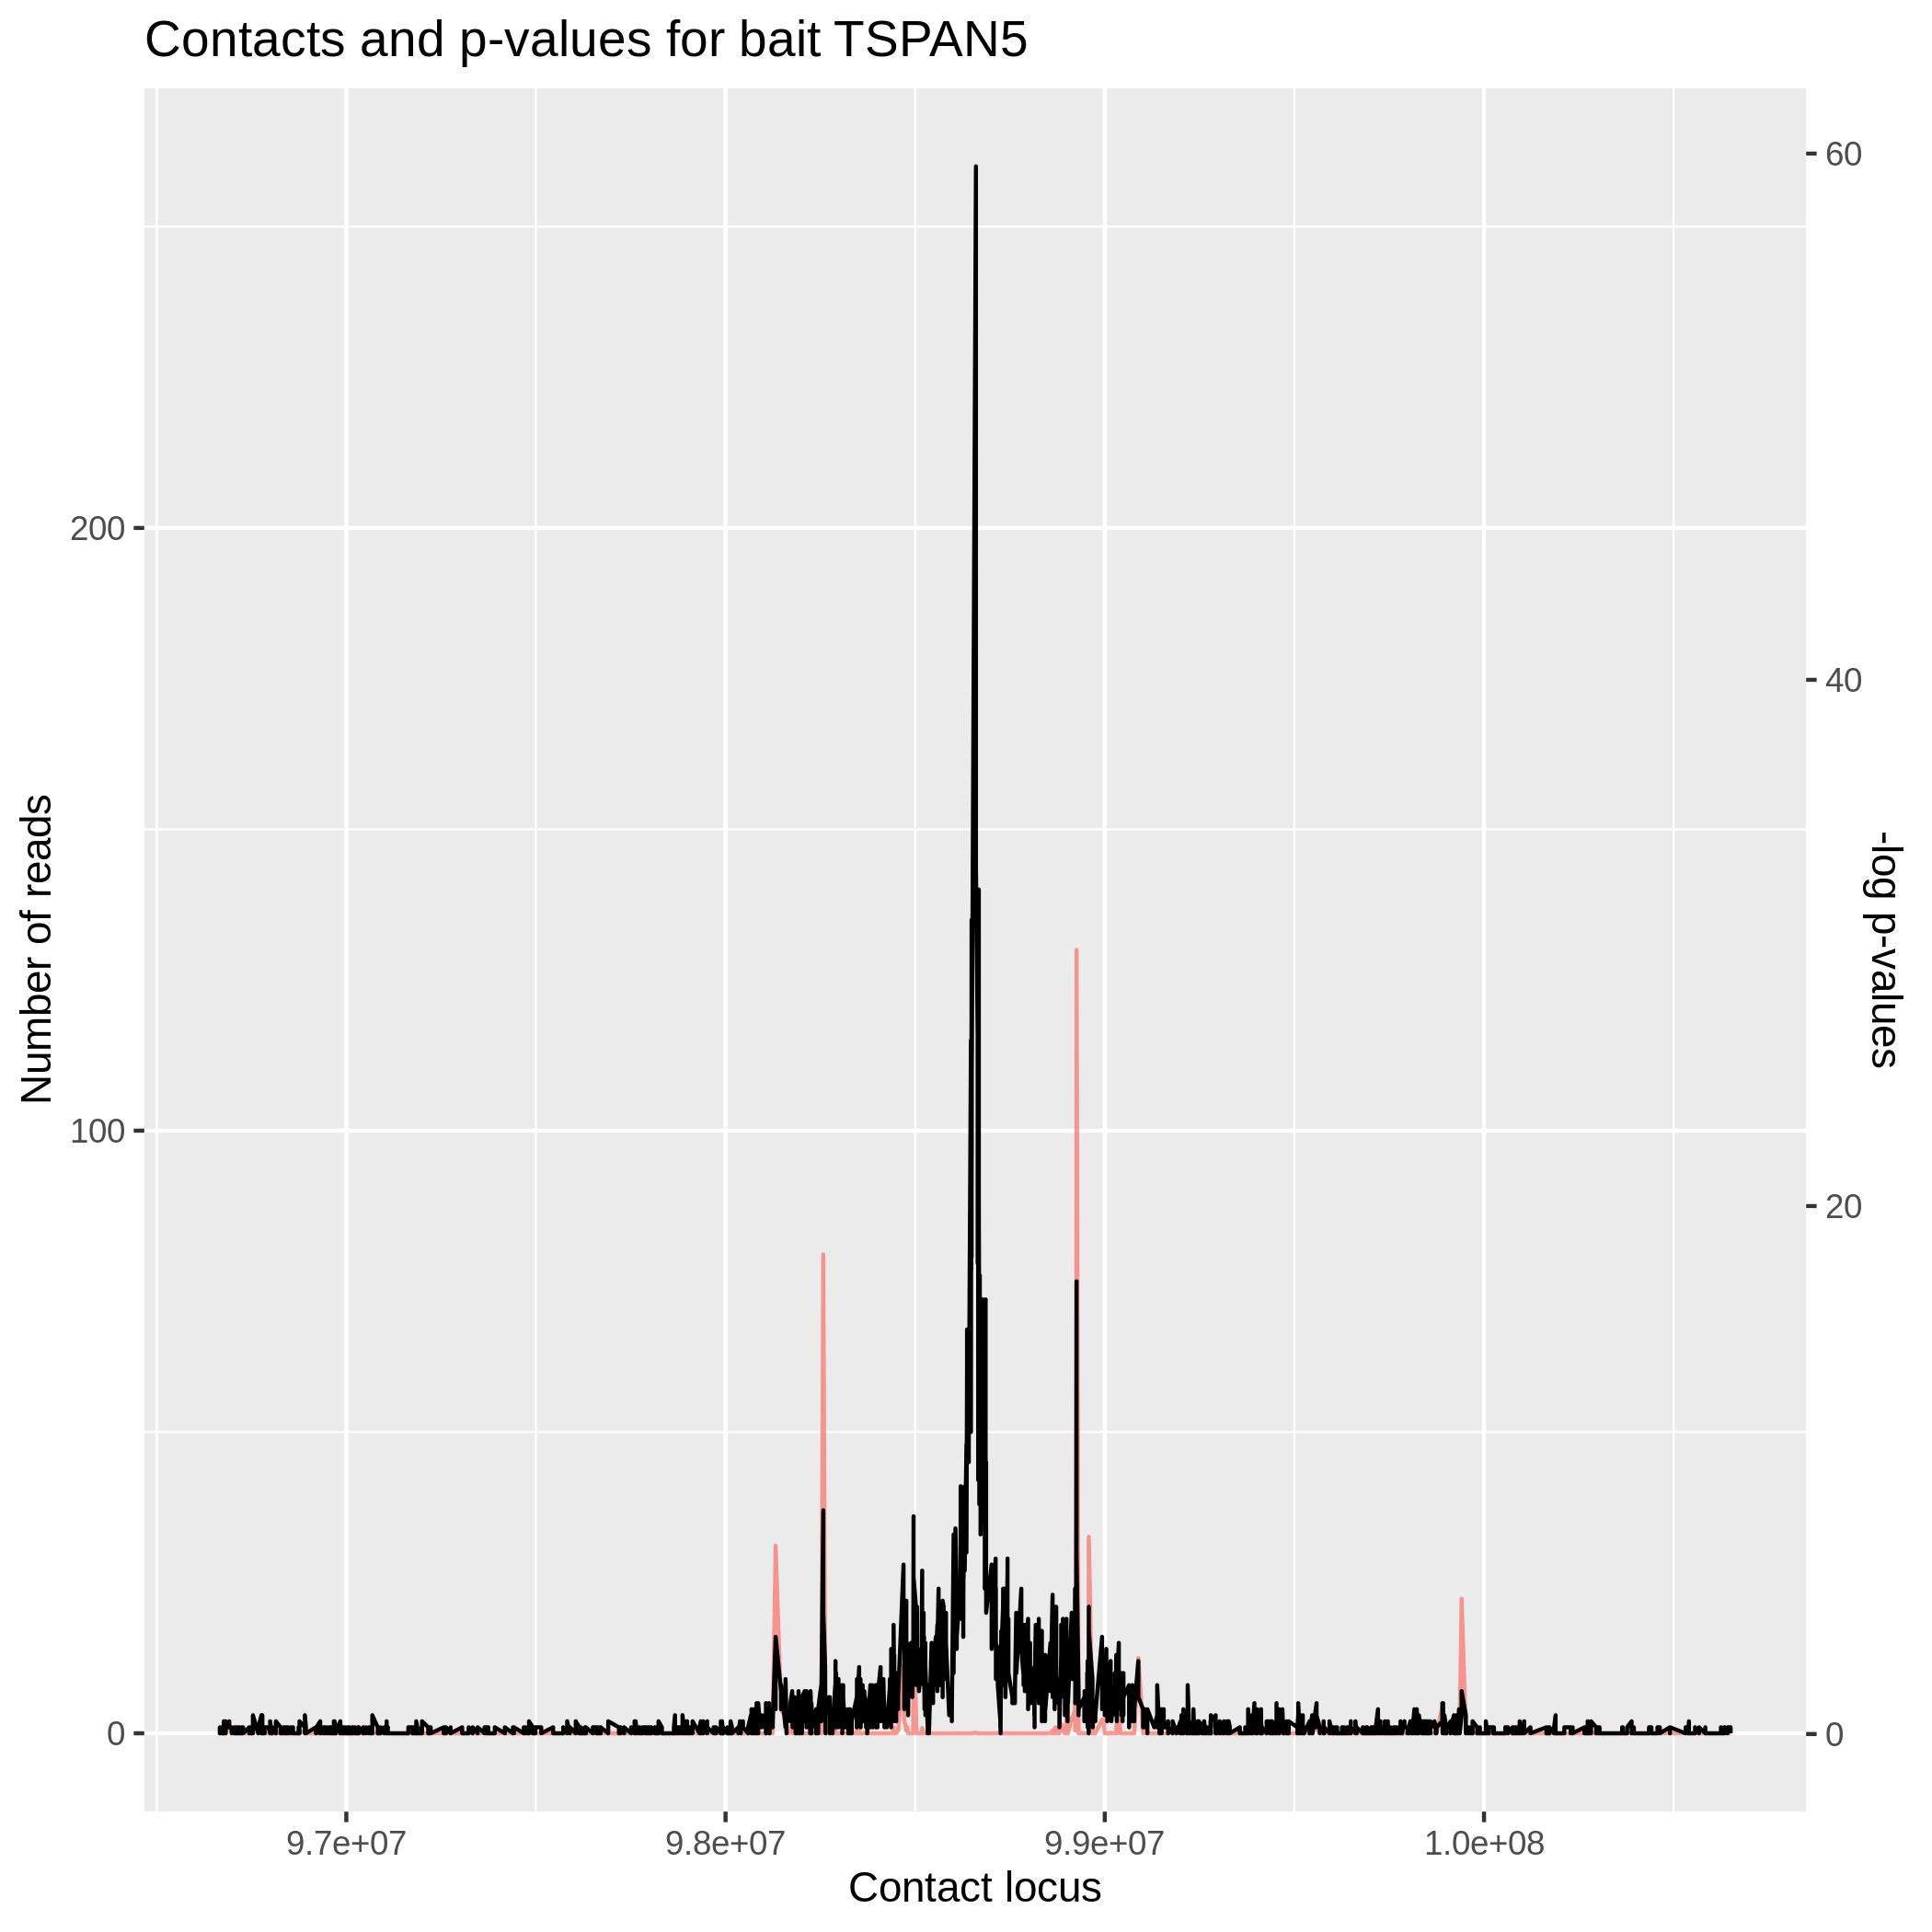 Contacts and p-values for bait TSPAN5
Number of reads
200
100
0
60
40
20
0
-log p-values
9.7e+07
9.8e+07
9.9e+07
1.0e+08
Contact locus